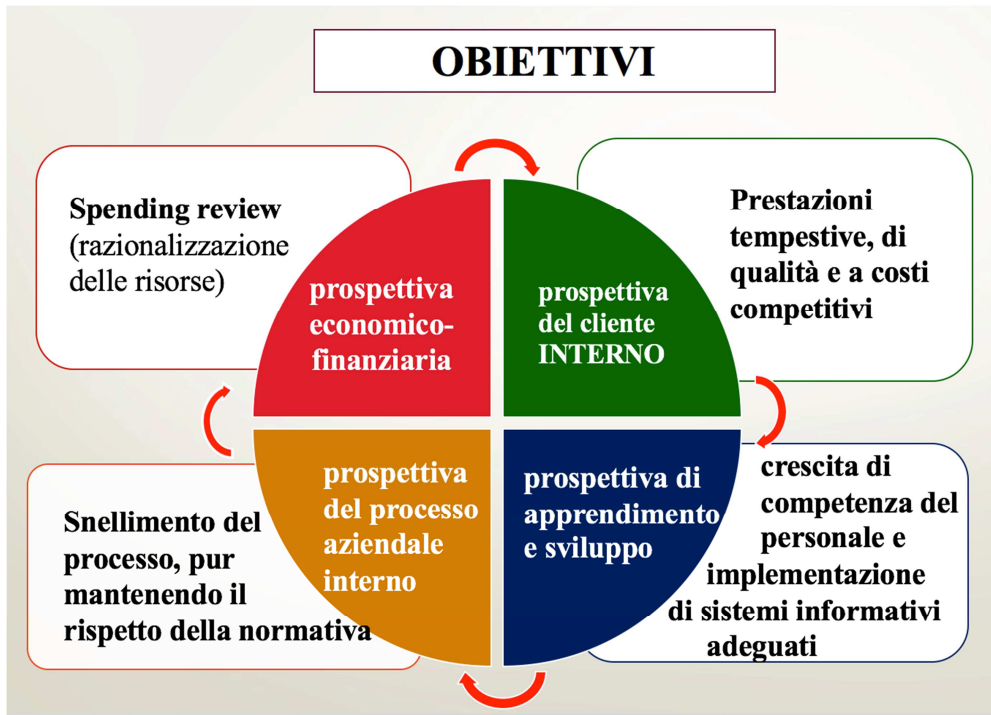 OBIETTIVI
Spending review
(razionalizzazione
delle risorse)
prospettiva
economico-
finanziaria
prospettiva
del cliente
INTERNO
Prestazioni
tempestive, di
qualità e a costi
competitivi
Snellimento del
processo, pur
mantenendo il
rispetto della normativa
prospettiva
del processo
aziendale
interno
prospettiva di
apprendimento
e sviluppo
crescita di
competenza del
personale e
implementazione
di sistemi informativi
adeguati